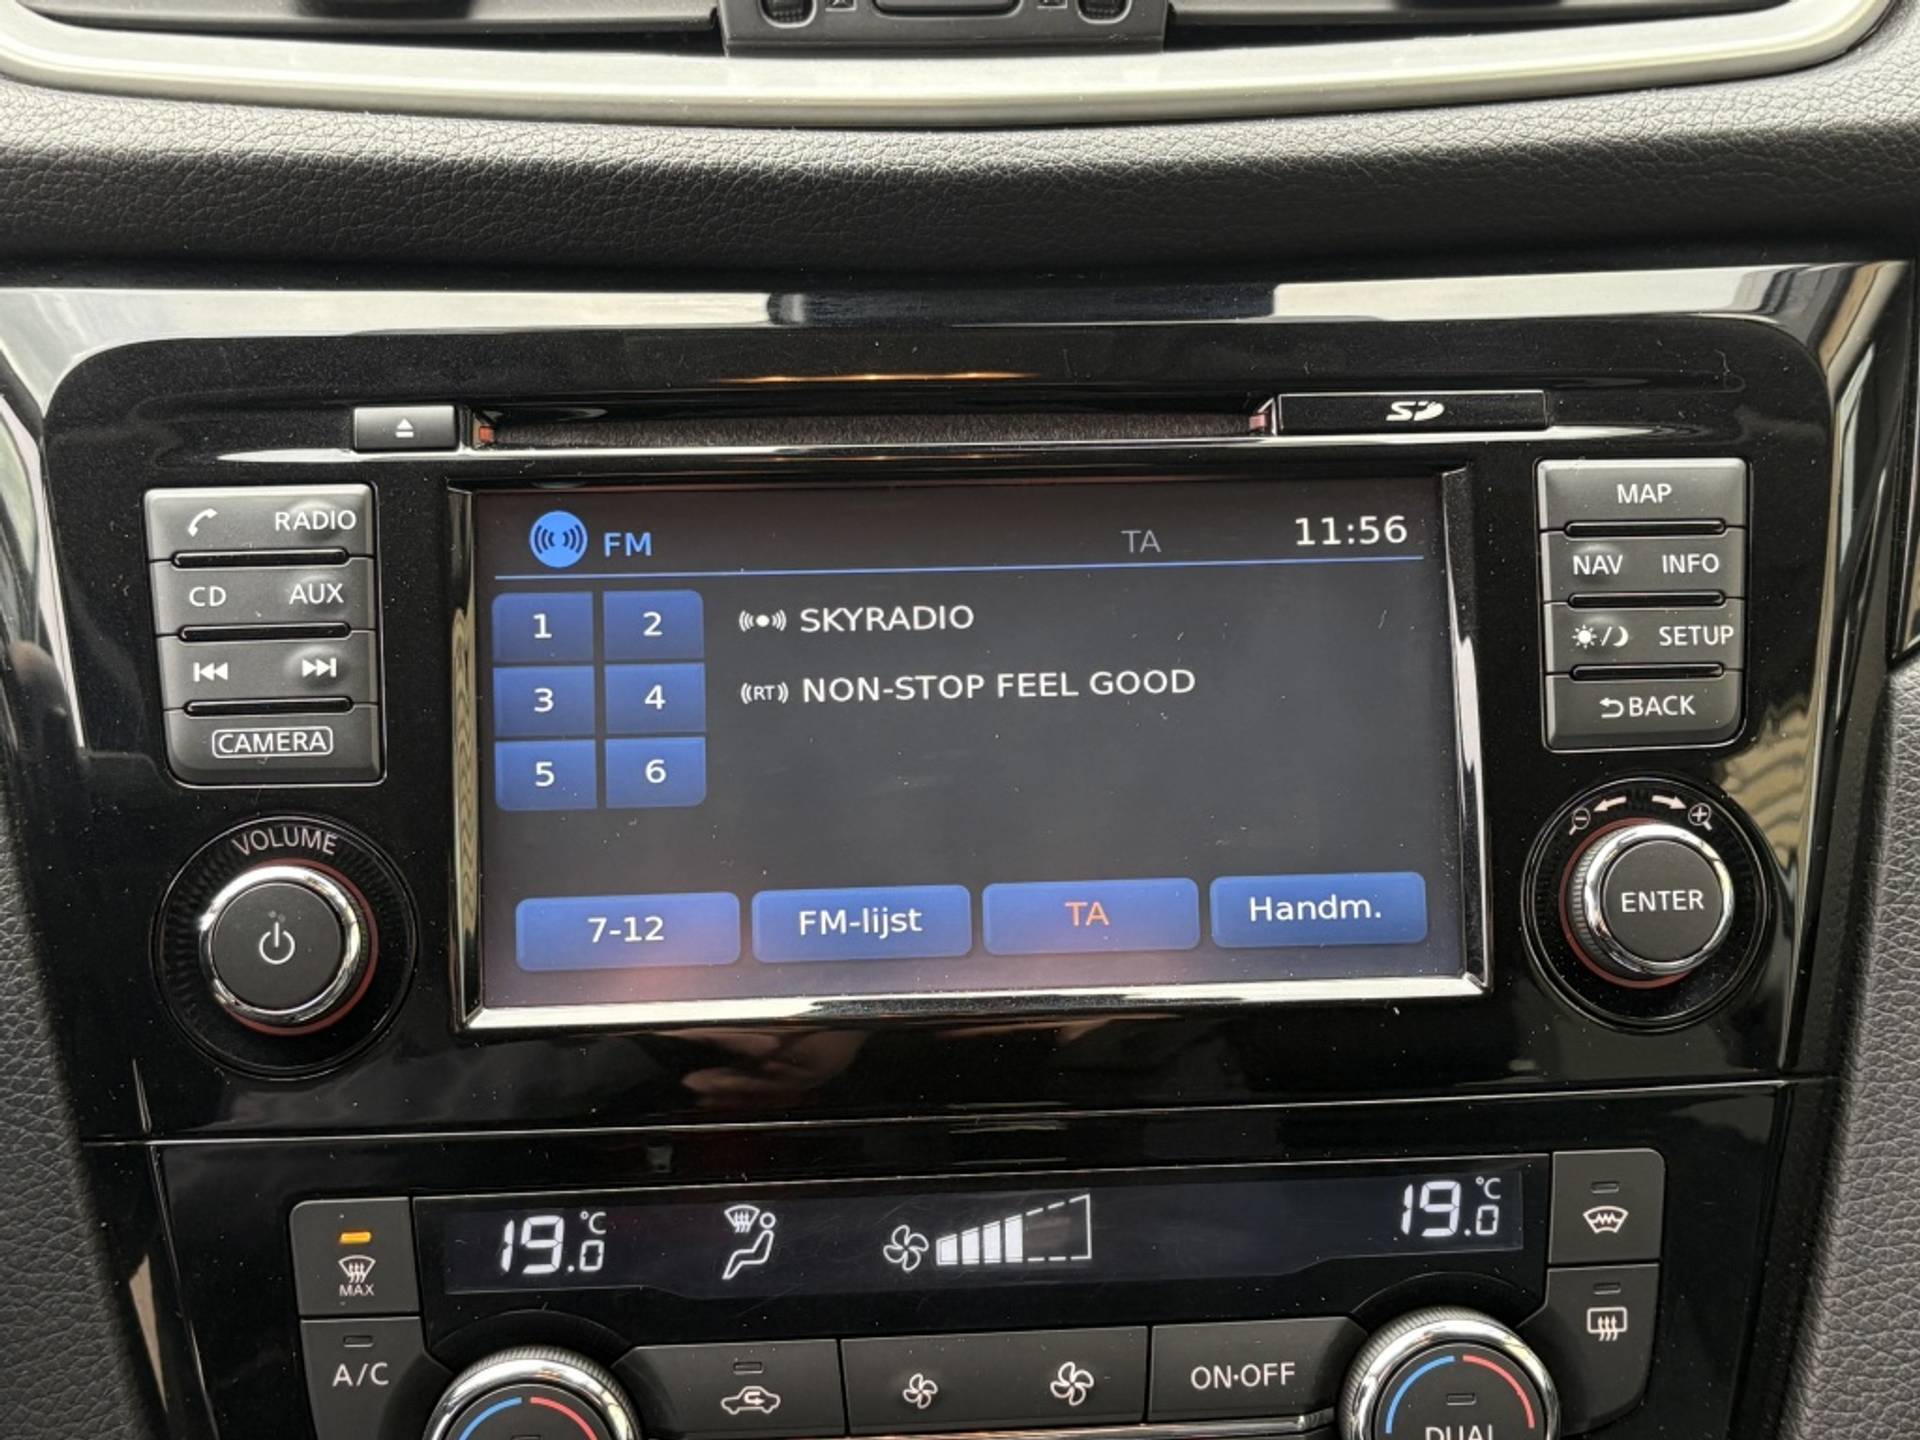 SD
RADIO
CD AUX
CAMERA
VOLUME
FM TA 11:56
1 2
3 4
5 6
SKYRADIO
RT NON-STOP FEEL GOOD
7-12 FM-lijst TA Handm.
MAP
NAV INFO
SETUP
BACK
ENTER
19.0 °C
19.0 °C
MAX
A/C
ON·OFF
DUAL